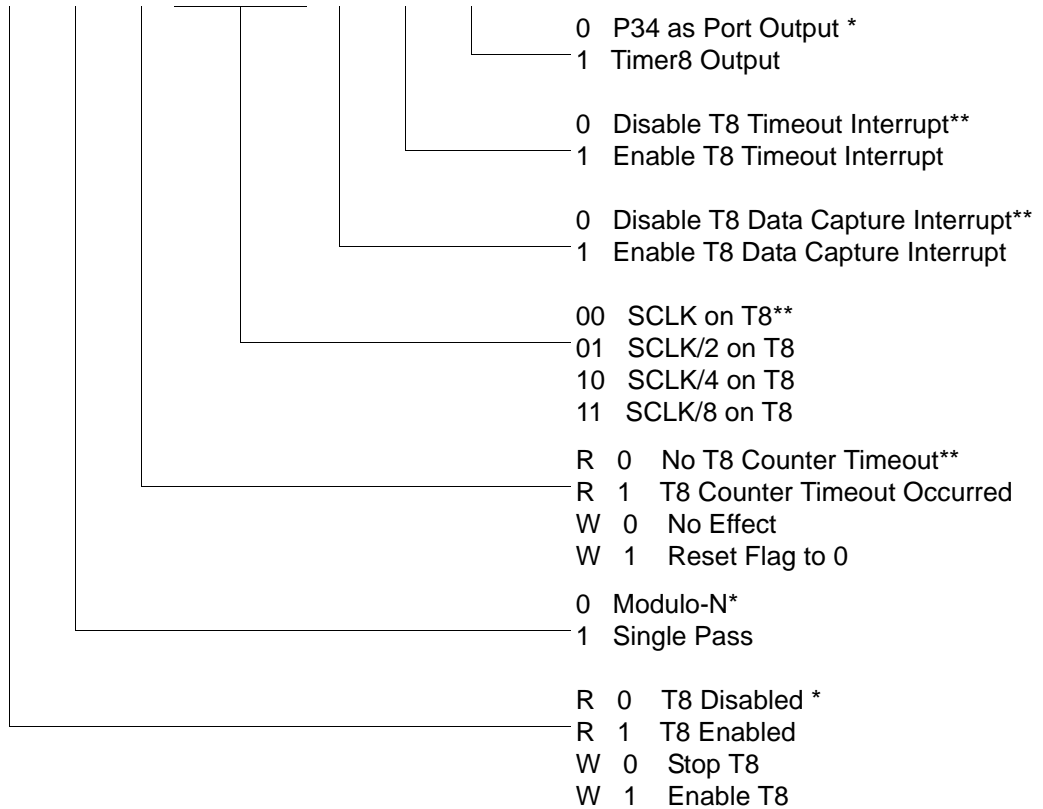 0 P34 as Port Output *
1 Timer8 Output
0 Disable T8 Timeout Interrupt**
1 Enable T8 Timeout Interrupt
0 Disable T8 Data Capture Interrupt**
1 Enable T8 Data Capture Interrupt
00 SCLK on T8**
01 SCLK/2 on T8
10 SCLK/4 on T8
11 SCLK/8 on T8
R 0 No T8 Counter Timeout**
R 1 T8 Counter Timeout Occurred
W 0 No Effect
W 1 Reset Flag to 0
0 Modulo-N*
1 Single Pass
R 0 T8 Disabled *
R 1 T8 Enabled
W 0 Stop T8
W 1 Enable T8